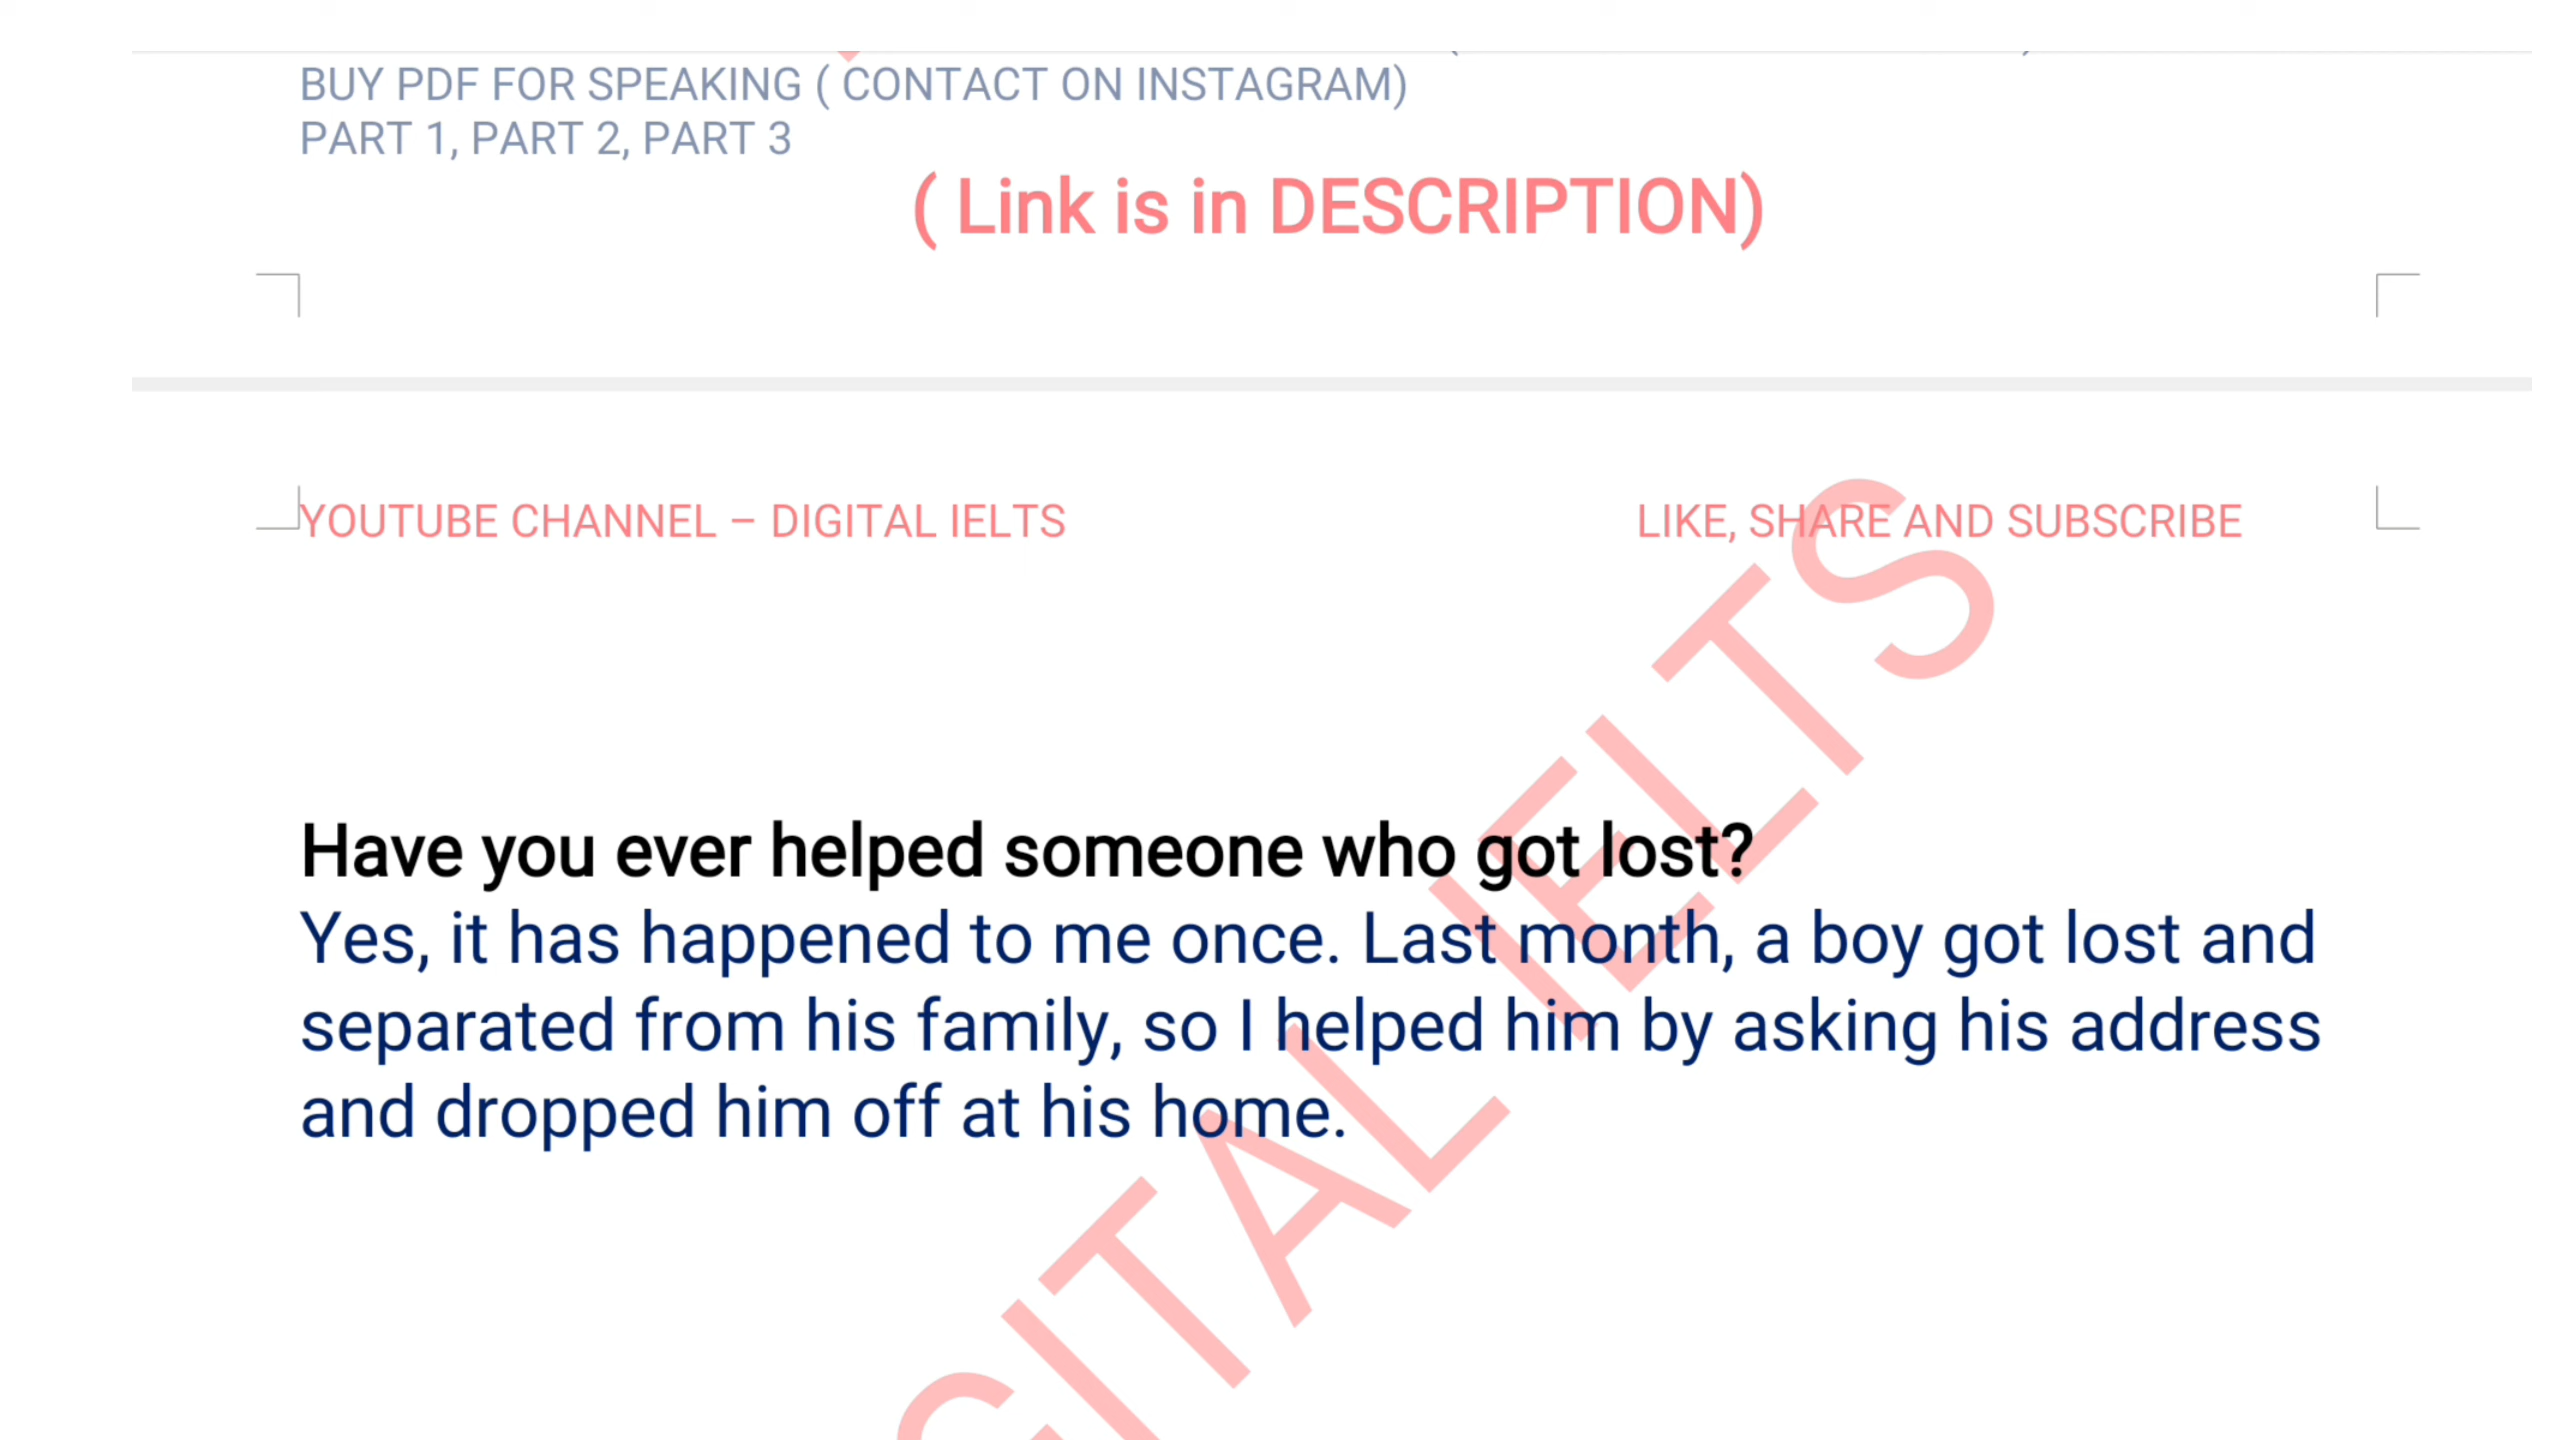 BUY PDF FOR SPEAKING ( CONTACT ON INSTAGRAM)
PART 1, PART 2, PART 3
( Link is in DESCRIPTION)
YOUTUBE CHANNEL – DIGITAL IELTS
LIKE, SHARE AND SUBSCRIBE
Have you ever helped someone who got lost?
Yes, it has happened to me once. Last month, a boy got lost and
separated from his family, so I helped him by asking his address
and dropped him off at his home.
GITAL IELTS